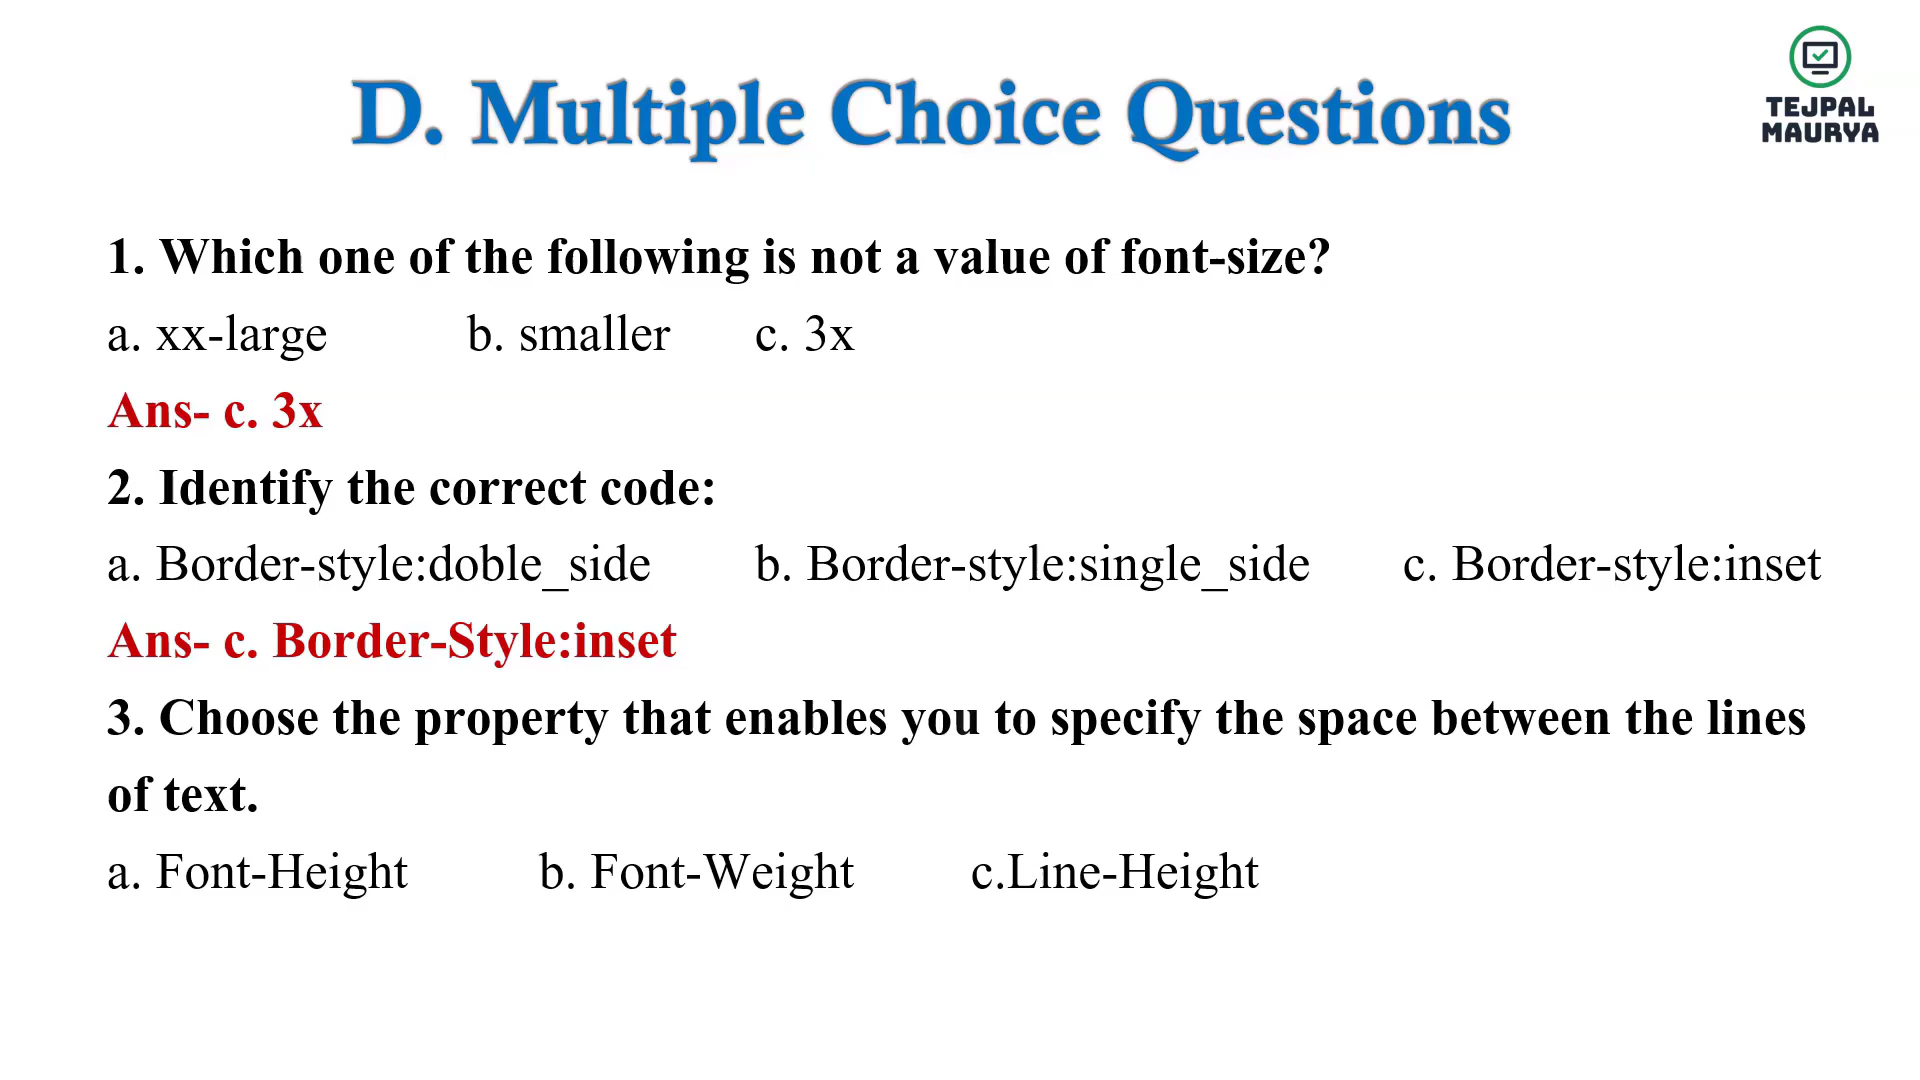 D. Multiple Choice Questions
TEJPAL
MAURYA
1. Which one of the following is not a value of font-size?
a. xx-large b. smaller c. 3x
Ans- c. 3x
2. Identify the correct code:
a. Border-style:doble_side b. Border-style:single_side c. Border-style:inset
Ans- c. Border-Style:inset
3. Choose the property that enables you to specify the space between the lines
of text.
a. Font-Height b. Font-Weight c.Line-Height